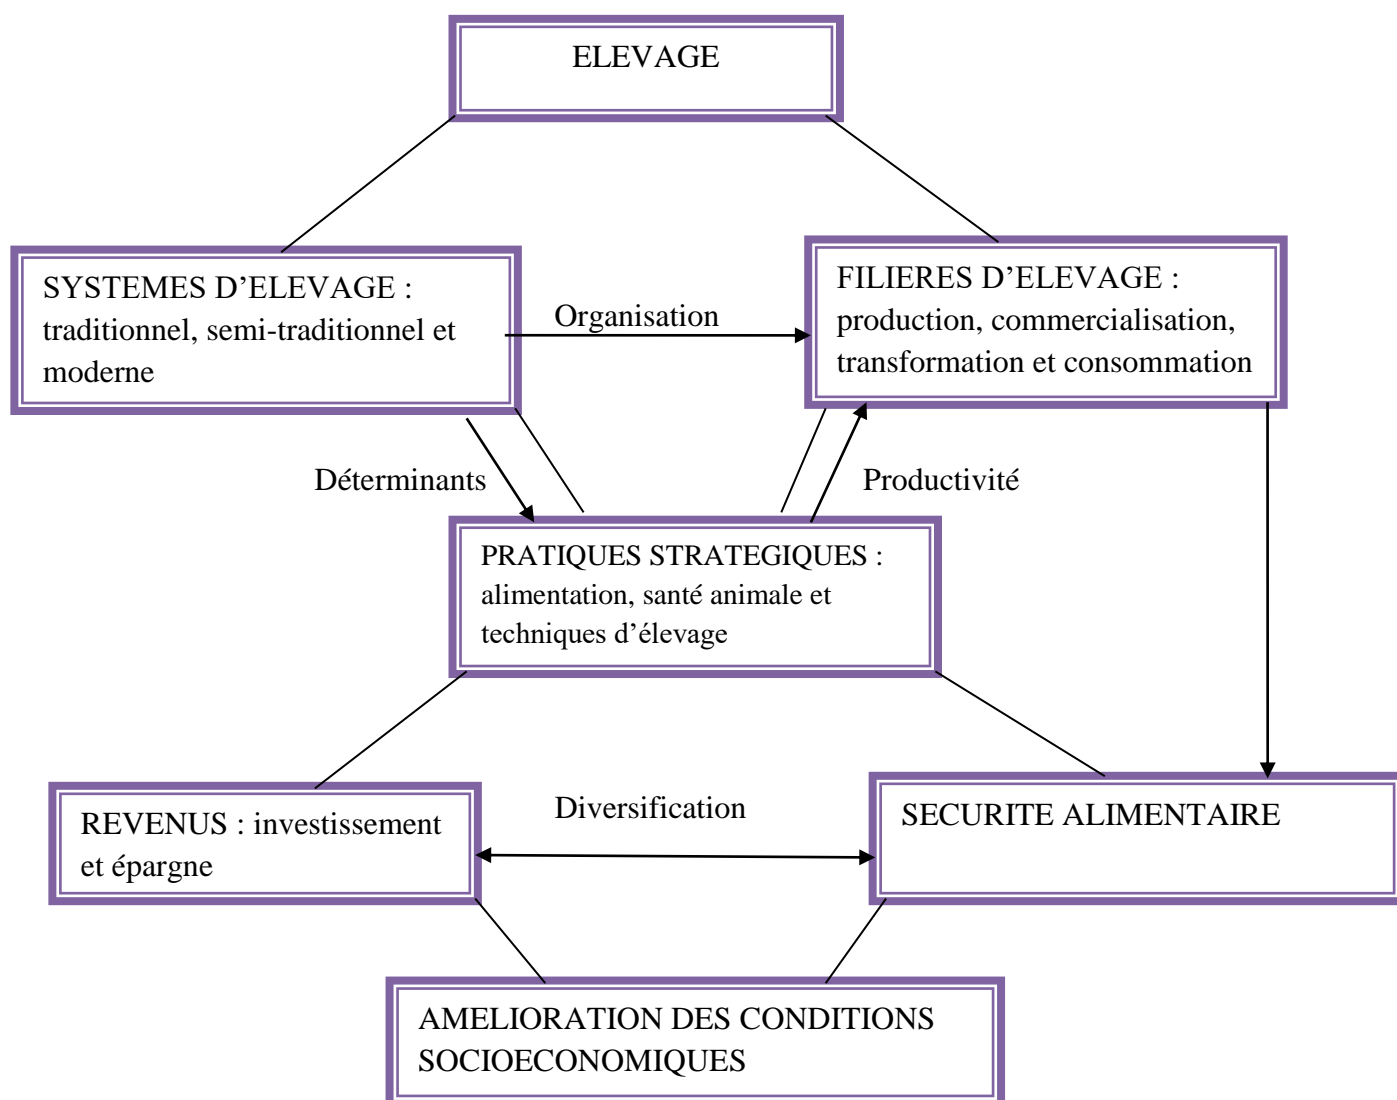 ELEVAGE
SYSTEMES D’ELEVAGE :
traditionnel, semi-traditionnel et
moderne
Organisation
FILIERES D’ELEVAGE :
production, commercialisation,
transformation et consommation
Déterminants
Productivité
PRATIQUES STRATEGIQUES :
alimentation, santé animale et
techniques d’élevage
REVENUS : investissement
et épargne
Diversification
SECURITE ALIMENTAIRE
AMELIORATION DES CONDITIONS
SOCIOECONOMIQUES